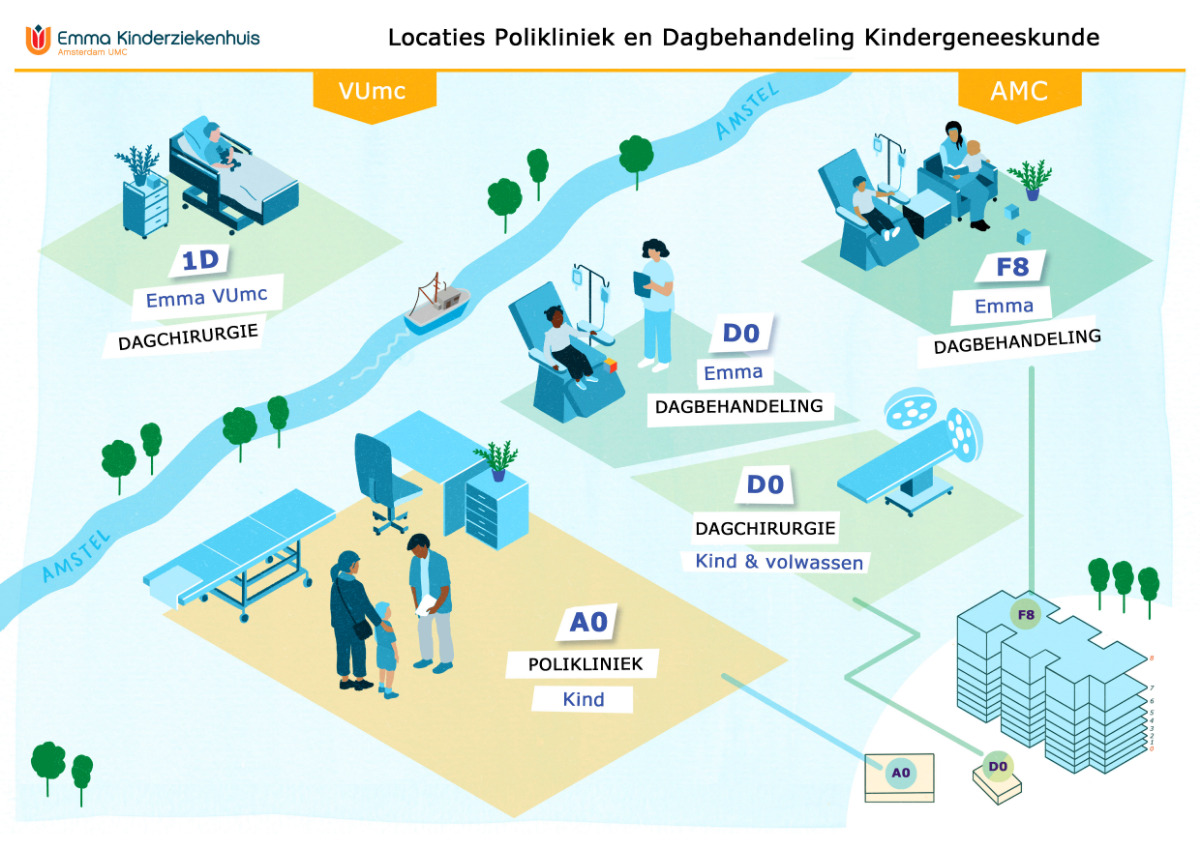 Emma Kinderziekenhuis
Amsterdam UMC
Locaties Polikliniek en Dagbehandeling Kindergeneeskunde
VUmc
AMC
AMSTEL
1D
Emma VUmc
DAGCHIRURGIE
F8
Emma
DAGBEHANDELING
D0
Emma
DAGBEHANDELING
D0
DAGCHIRURGIE
Kind & volwassen
AMSTEL
A0
POLIKLINIEK
Kind
F8
8
7
6
5
4
3
2
1
0
A0
D0